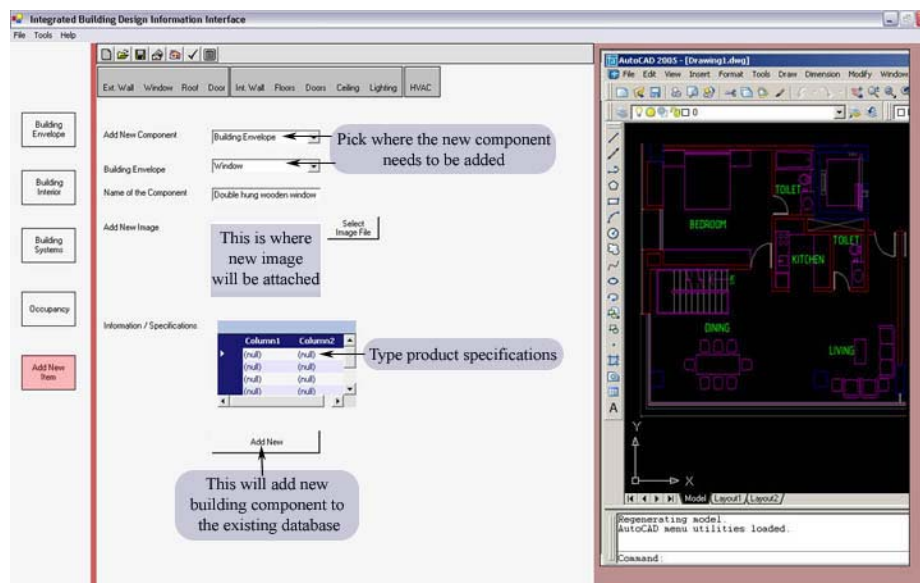 Integrated Building Design Information Interface
File Tools Help
Ext. Wall Window Roof Door Int. Wall Floors Doors Ceiling Lighting HVAC
Building
Envelope
Building
Interior
Building
Systems
Occupancy
Add New
Item
Add New Component
Building Envelope
Pick where the new component
needs to be added
Building Envelope
Window
Name of the Component
Double hung wooden window
Add New Image
This is where
new image
will be attached
Select
Image File
Information / Specifications
Column1 Column2
(null) (null)
(null) (null)
(null) (null)
(null) (null)
Type product specifications
Add New
This will add new
building component to
the existing database
AutoCAD 2005 - [Drawing1.dwg]
File Edit View Insert Format Tools Draw Dimension Modify Window
0
BEDROOM
TOILET
TOILET
KITCHEN
DINING
LIVING
A
Y
X
Model Layout1 Layout2
Regenerating model.
AutoCAD menu utilities loaded.
Command: